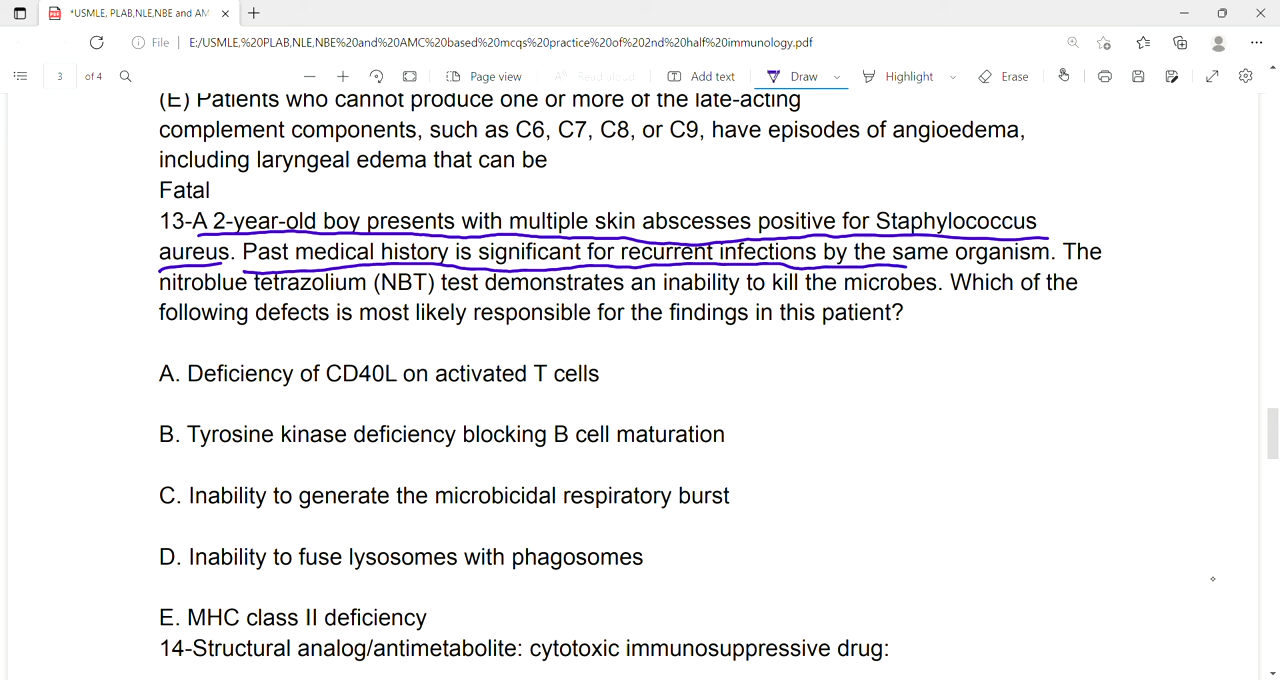 *USMLE, PLAB,NLE,NBE and AM
File
E:/USMLE,%20PLAB,NLE,NBE%20and%20AMC%20based%20mcqs%20practice%20of%202nd%20half%20immunology.pdf
3 of 4
Page view
Read aloud
Add text
Draw
Highlight
Erase
(E) Patients who cannot produce one or more of the late-acting
complement components, such as C6, C7, C8, or C9, have episodes of angioedema,
including laryngeal edema that can be
Fatal
13-A 2-year-old boy presents with multiple skin abscesses positive for Staphylococcus
aureus. Past medical history is significant for recurrent infections by the same organism. The
nitroblue tetrazolium (NBT) test demonstrates an inability to kill the microbes. Which of the
following defects is most likely responsible for the findings in this patient?
A. Deficiency of CD40L on activated T cells
B. Tyrosine kinase deficiency blocking B cell maturation
C. Inability to generate the microbicidal respiratory burst
D. Inability to fuse lysosomes with phagosomes
E. MHC class II deficiency
14-Structural analog/antimetabolite: cytotoxic immunosuppressive drug: